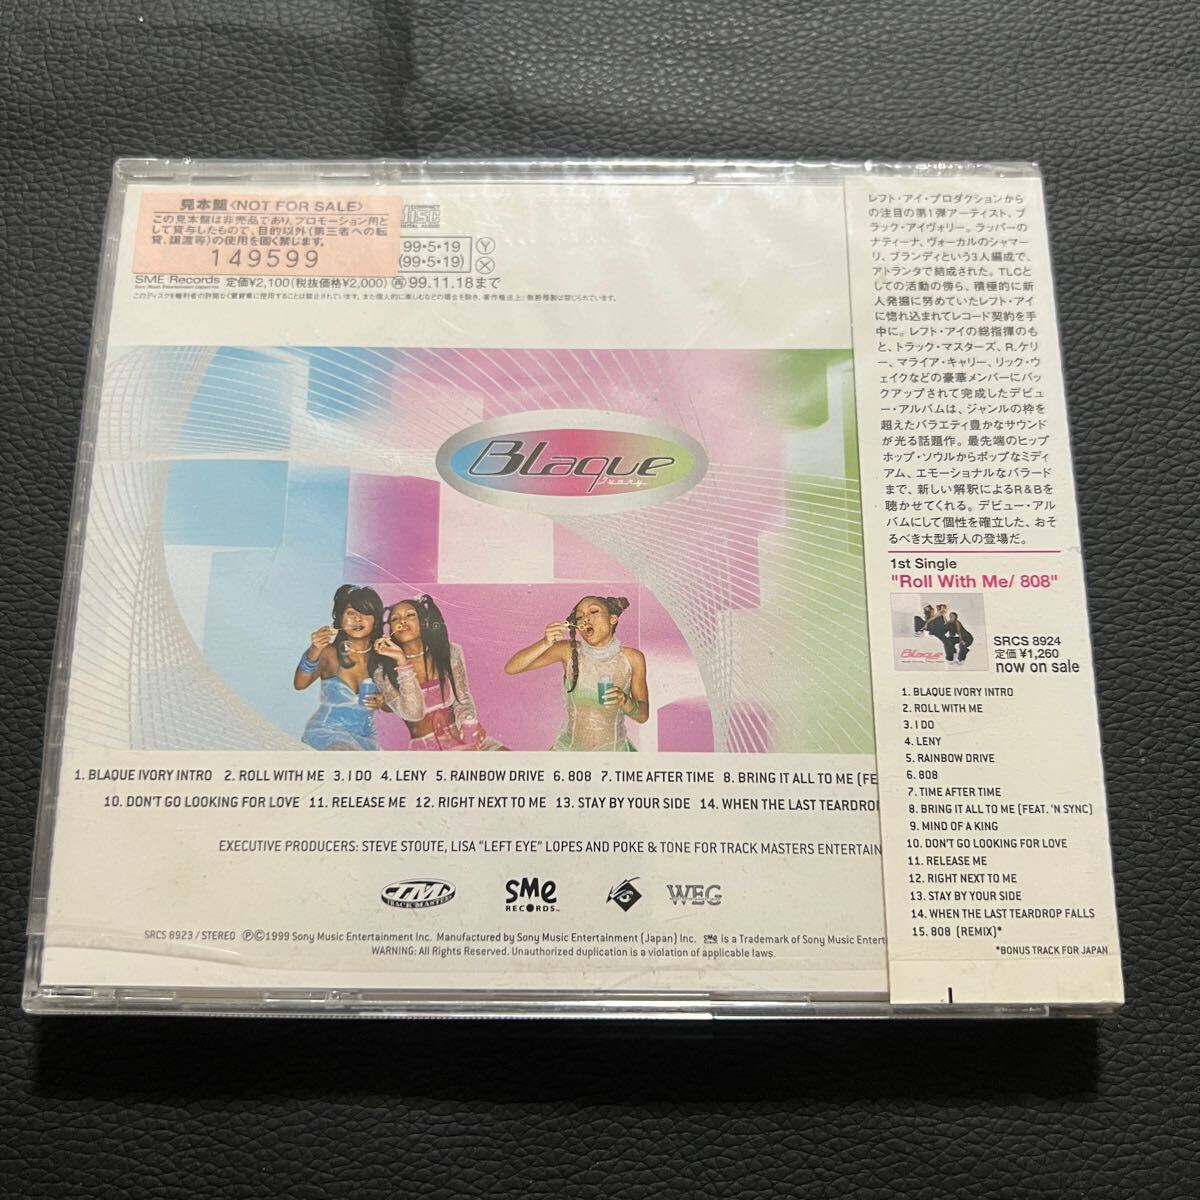 見本盤〈NOT FOR SALE〉
この見本盤は非売品であり、プロモーション用と
して貸与したもので、目的以外(第三者への転
貸、譲渡等)の使用を固く禁じます。
149599
disc
99・5・19 Y
(99・5・19) X
SME Records 定価¥2,100(税抜価格¥2,000) 再99.11.18まで
Blaque
Ivory
1. BLAQUE IVORY INTRO 2. ROLL WITH ME 3. I DO 4. LENY 5. RAINBOW DRIVE 6. 808 7. TIME AFTER TIME 8. BRING IT ALL TO ME (FE
10. DON'T GO LOOKING FOR LOVE 11. RELEASE ME 12. RIGHT NEXT TO ME 13. STAY BY YOUR SIDE 14. WHEN THE LAST TEARDROP
EXECUTIVE PRODUCERS: STEVE STOUTE, LISA "LEFT EYE" LOPES AND POKE & TONE FOR TRACK MASTERS ENTERTAIN
TM
TRACK MASTERS
SMe
RECORDS
WEG
SRCS 8923 / STEREO ℗©1999 Sony Music Entertainment Inc. Manufactured by Sony Music Entertainment (Japan) Inc. SMe is a Trademark of Sony Music Entert
WARNING: All Rights Reserved. Unauthorized duplication is a violation of applicable laws.
レフト・アイ・プロダクションから
の注目の第1弾アーティスト、ブ
ラック・アイヴォリー。ラッパーの
ナティーナ、ヴォーカルのシャマー
リ、ブランディという3人編成で、
アトランタで結成された。TLCと
しての活動の傍ら、積極的に新
人発掘に努めていたレフト・アイ
に惚れ込まれてレコード契約を手
中に。レフト・アイの総指揮のも
と、トラック・マスターズ、R.ケリ
ー、マライア・キャリー、リック・ウ
ェイクなどの豪華メンバーにバッ
クアップされて完成したデビュ
ー・アルバムは、ジャンルの枠を
超えたバラエティ豊かなサウンド
が光る話題作。最先端のヒップ
ホップ・ソウルからポップなミディ
アム、エモーショナルなバラード
まで、新しい解釈によるR&Bを
聴かせてくれる。デビュー・アル
バムにして個性を確立した、おそ
るべき大型新人の登場だ。
1st Single
"Roll With Me/ 808"
Blaque
SRCS 8924
定価¥1,260
now on sale
1. BLAQUE IVORY INTRO
2. ROLL WITH ME
3. I DO
4. LENY
5. RAINBOW DRIVE
6. 808
7. TIME AFTER TIME
8. BRING IT ALL TO ME (FEAT. 'N SYNC)
9. MIND OF A KING
10. DON'T GO LOOKING FOR LOVE
11. RELEASE ME
12. RIGHT NEXT TO ME
13. STAY BY YOUR SIDE
14. WHEN THE LAST TEARDROP FALLS
15. 808 (REMIX)*
*BONUS TRACK FOR JAPAN